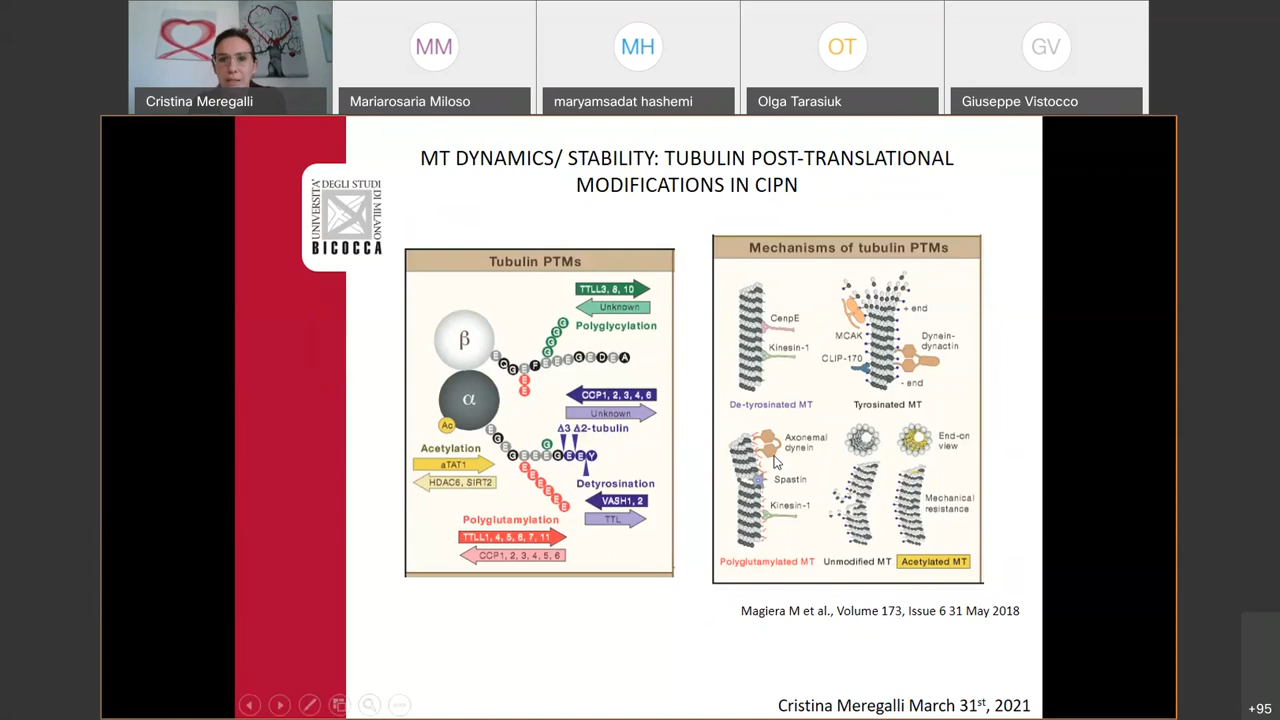 MM
MH
OT
GV
Cristina Meregalli
Mariarosaria Miloso
maryamsadat hashemi
Olga Tarasiuk
Giuseppe Vistocco
MT DYNAMICS/ STABILITY: TUBULIN POST-TRANSLATIONAL
MODIFICATIONS IN CIPN
UNIVERSITA'
DEGLI STUDI
DI MILANO
BICOCCA
Tubulin PTMs
TTLL3, 8, 10
Unknown
Polyglycylation
β
G
G
G
G
E G G E F E E E E G E D E A
E
E
α
Ac
CCP1, 2, 3, 4, 6
Unknown
Δ3 Δ2-tubulin
E G G E E E G E E Y
G
E
E
E
E
E
E
Acetylation
aTAT1
HDAC6, SIRT2
Detyrosination
VASH1, 2
TTL
Polyglutamylation
TTLL1, 4, 5, 6, 7, 11
CCP1, 2, 3, 4, 5, 6
Mechanisms of tubulin PTMs
CenpE
Kinesin-1
De-tyrosinated MT
+ end
MCAK
Dynein-
dynactin
CLIP-170
- end
Tyrosinated MT
Axonemal
dynein
Spastin
Kinesin-1
Polyglutamylated MT
End-on
view
Mechanical
resistance
Unmodified MT
Acetylated MT
Magiera M et al., Volume 173, Issue 6 31 May 2018
Cristina Meregalli March 31st, 2021
+95